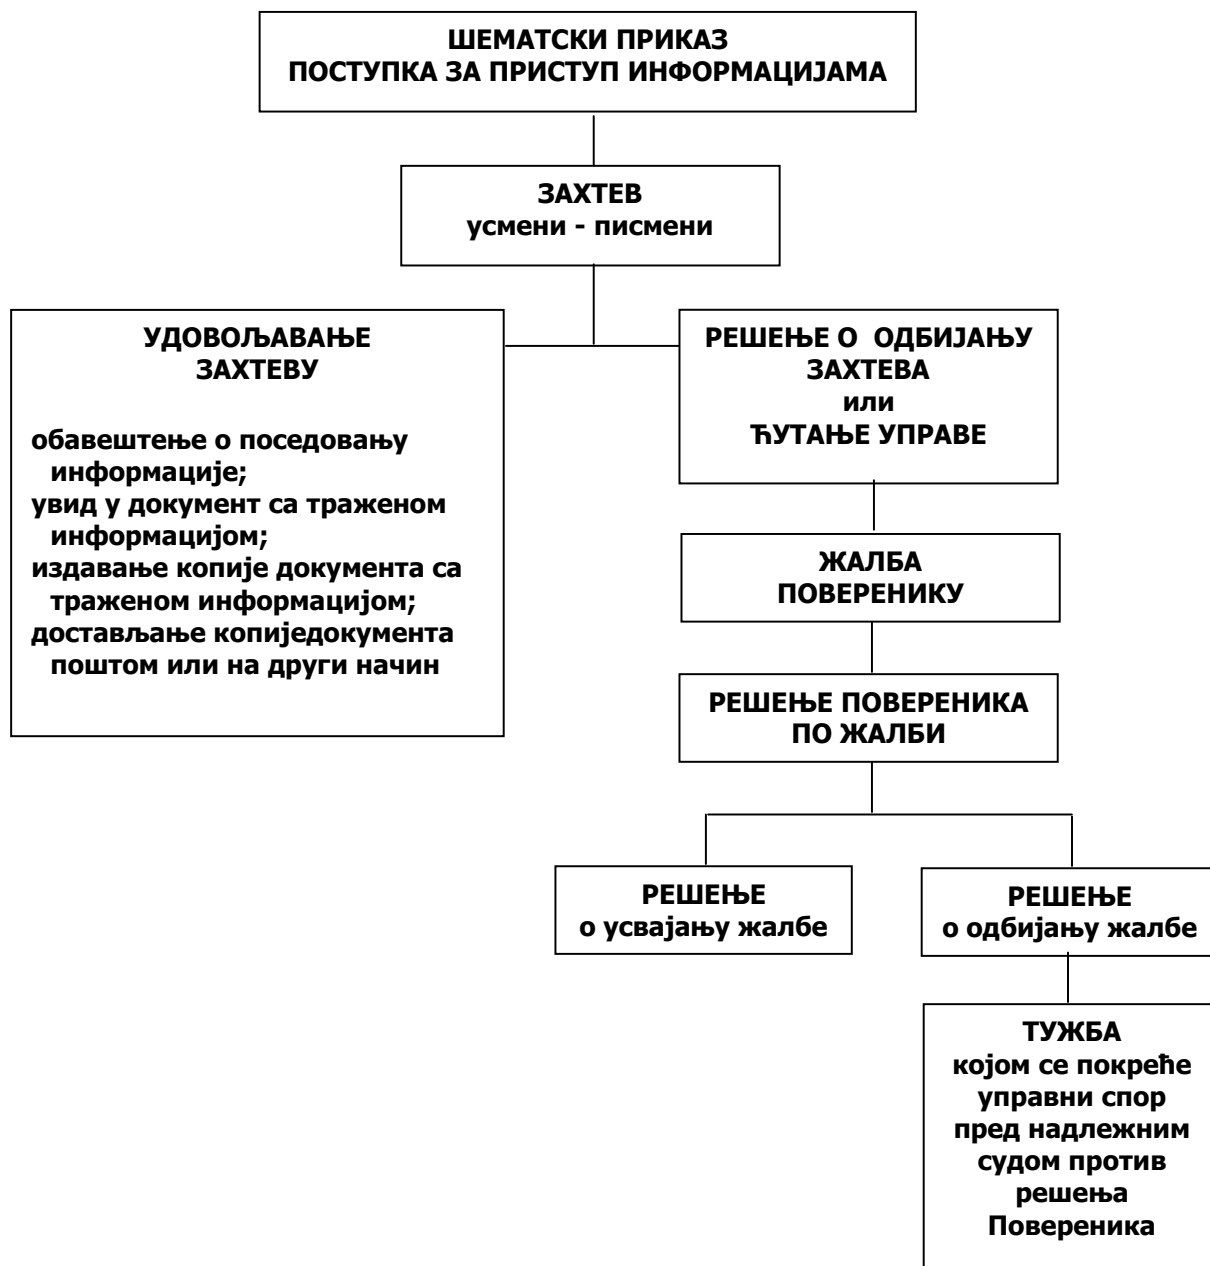 ШЕМАТСКИ ПРИКАЗ
ПОСТУПКА ЗА ПРИСТУП ИНФОРМАЦИЈАМА
ЗАХТЕВ
усмени - писмени
УДОВОЉАВАЊЕ
ЗАХТЕВУ
обавештење о поседовању
информације;
увид у документ са траженом
информацијом;
издавање копије документа са
траженом информацијом;
достављање копиједокумента
поштом или на други начин
РЕШЕЊЕ О ОДБИЈАЊУ
ЗАХТЕВА
или
ЋУТАЊЕ УПРАВЕ
ЖАЛБА
ПОВЕРЕНИКУ
РЕШЕЊЕ ПОВЕРЕНИКА
ПО ЖАЛБИ
РЕШЕЊЕ
о усвајању жалбе
РЕШЕЊЕ
о одбијању жалбе
ТУЖБА
којом се покреће
управни спор
пред надлежним
судом против
решења
Повереника